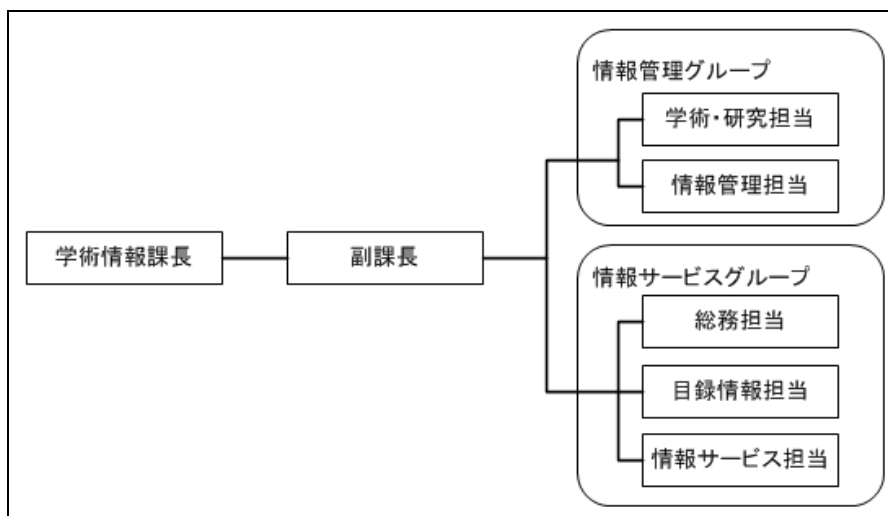 学術情報課長
副課長
情報管理グループ
学術・研究担当
情報管理担当
情報サービスグループ
総務担当
目録情報担当
情報サービス担当